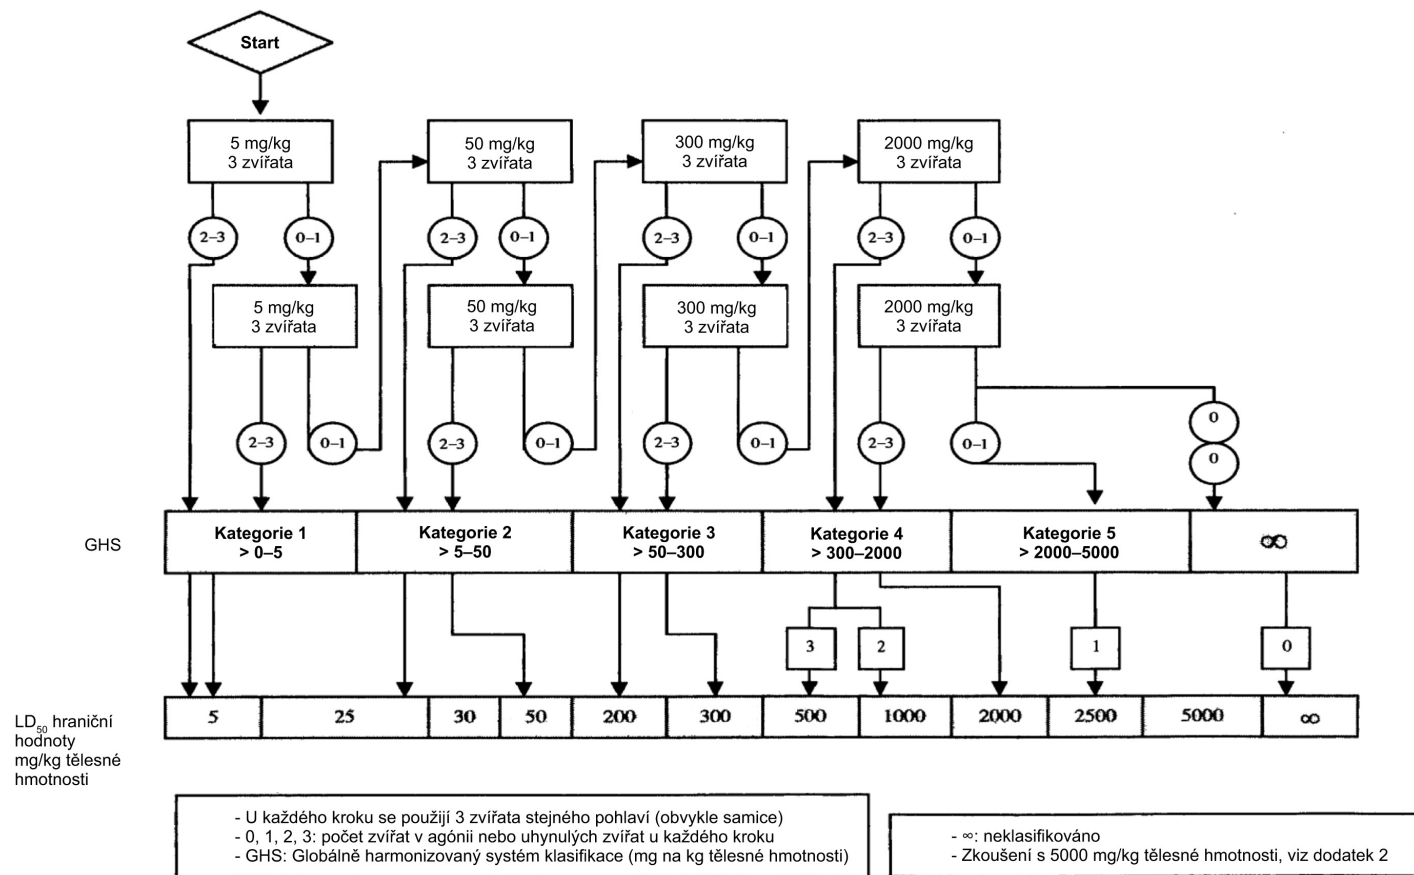 Start
5 mg/kg
3 zvířata
50 mg/kg
3 zvířata
300 mg/kg
3 zvířata
2000 mg/kg
3 zvířata
2–3
0–1
2–3
0–1
2–3
0–1
2–3
0–1
5 mg/kg
3 zvířata
50 mg/kg
3 zvířata
300 mg/kg
3 zvířata
2000 mg/kg
3 zvířata
2–3
0–1
2–3
0–1
2–3
0–1
2–3
0–1
0
0
GHS
Kategorie 1
> 0–5
Kategorie 2
> 5–50
Kategorie 3
> 50–300
Kategorie 4
> 300–2000
Kategorie 5
> 2000–5000
∞
3
2
1
0
LD50 hraniční
hodnoty
mg/kg tělesné
hmotnosti
5
25
30
50
200
300
500
1000
2000
2500
5000
∞
- U každého kroku se použijí 3 zvířata stejného pohlaví (obvykle samice)
- 0, 1, 2, 3: počet zvířat v agónii nebo uhynulých zvířat u každého kroku
- GHS: Globálně harmonizovaný systém klasifikace (mg na kg tělesné hmotnosti)
- ∞: neklasifikováno
- Zkoušení s 5000 mg/kg tělesné hmotnosti, viz dodatek 2